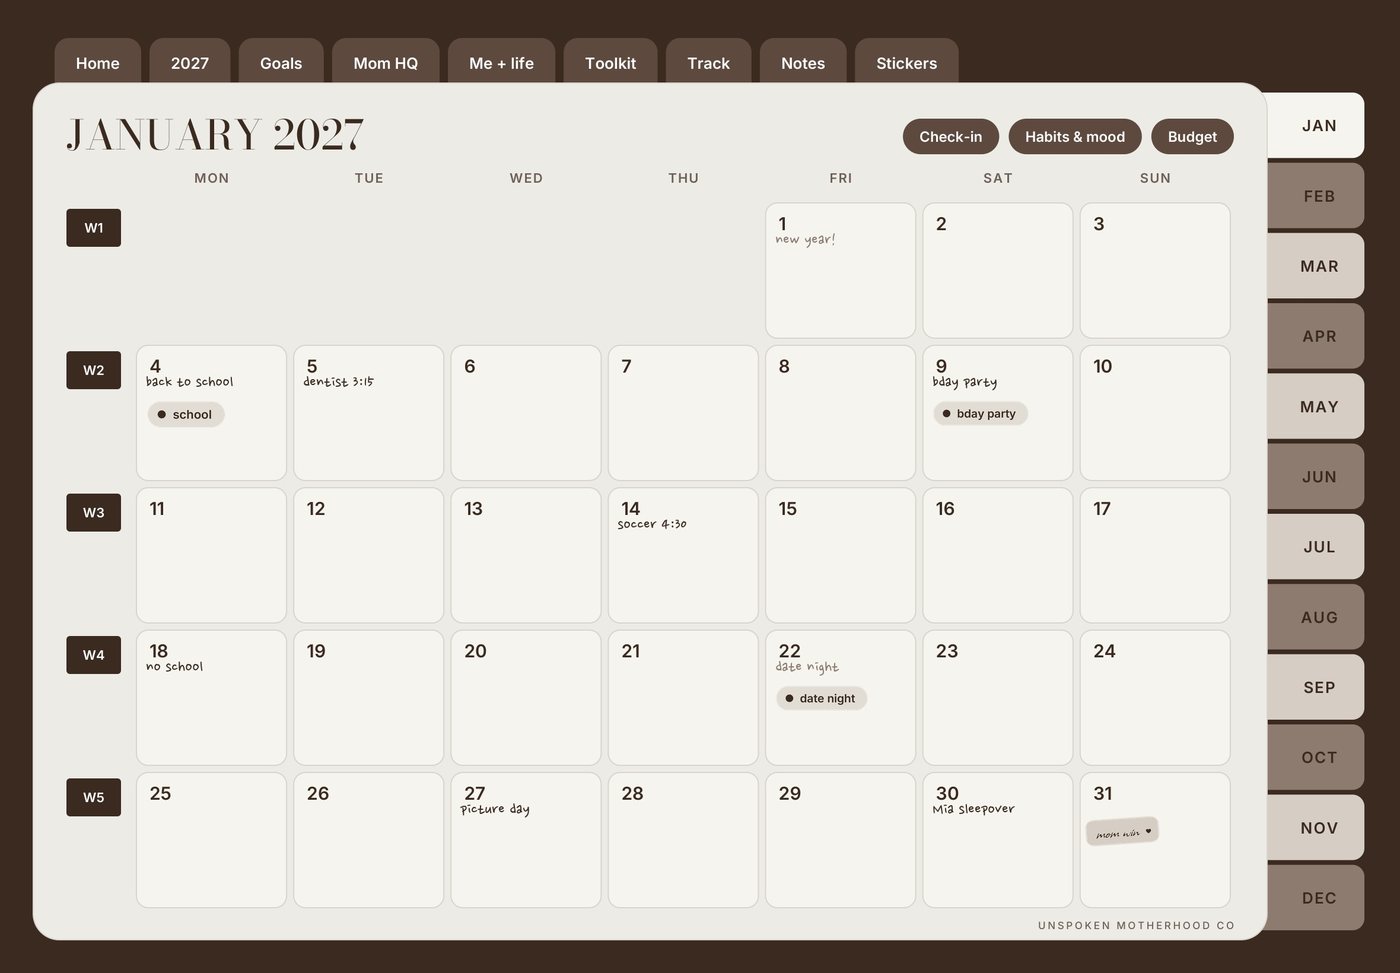 Home 2027 Goals Mom HQ Me + life Toolkit Track Notes Stickers
JANUARY 2027
Check-in Habits & mood Budget
MON TUE WED THU FRI SAT SUN
W1
1
new year!
2
3
W2
4
back to school
school
5
dentist 3:15
6
7
8
9
bday party
bday party
10
W3
11
12
13
14
soccer 4:30
15
16
17
W4
18
no school
19
20
21
22
date night
date night
23
24
W5
25
26
27
picture day
28
29
30
Mia sleepover
31
mom win ♥
UNSPOKEN MOTHERHOOD CO
JAN
FEB
MAR
APR
MAY
JUN
JUL
AUG
SEP
OCT
NOV
DEC